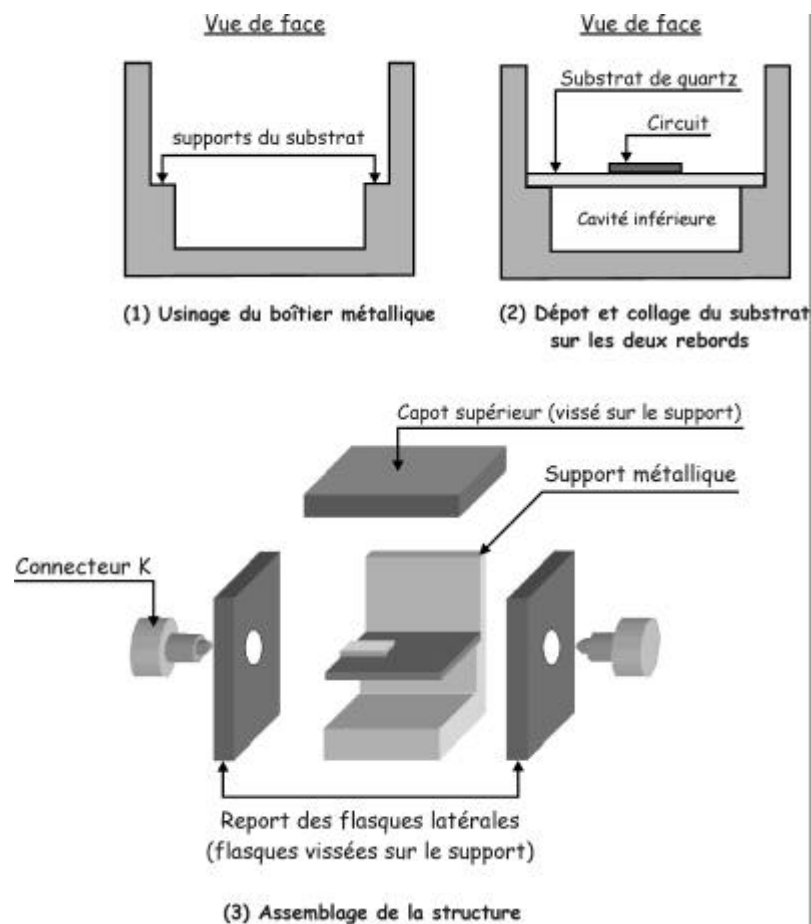 Vue de face
Vue de face
supports du substrat
Substrat de quartz
Circuit
Cavité inférieure
(1) Usinage du boîtier métallique
(2) Dépot et collage du substrat
sur les deux rebords
Capot supérieur (vissé sur le support)
Support métallique
Connecteur K
Report des flasques latérales
(flasques vissées sur le support)
(3) Assemblage de la structure